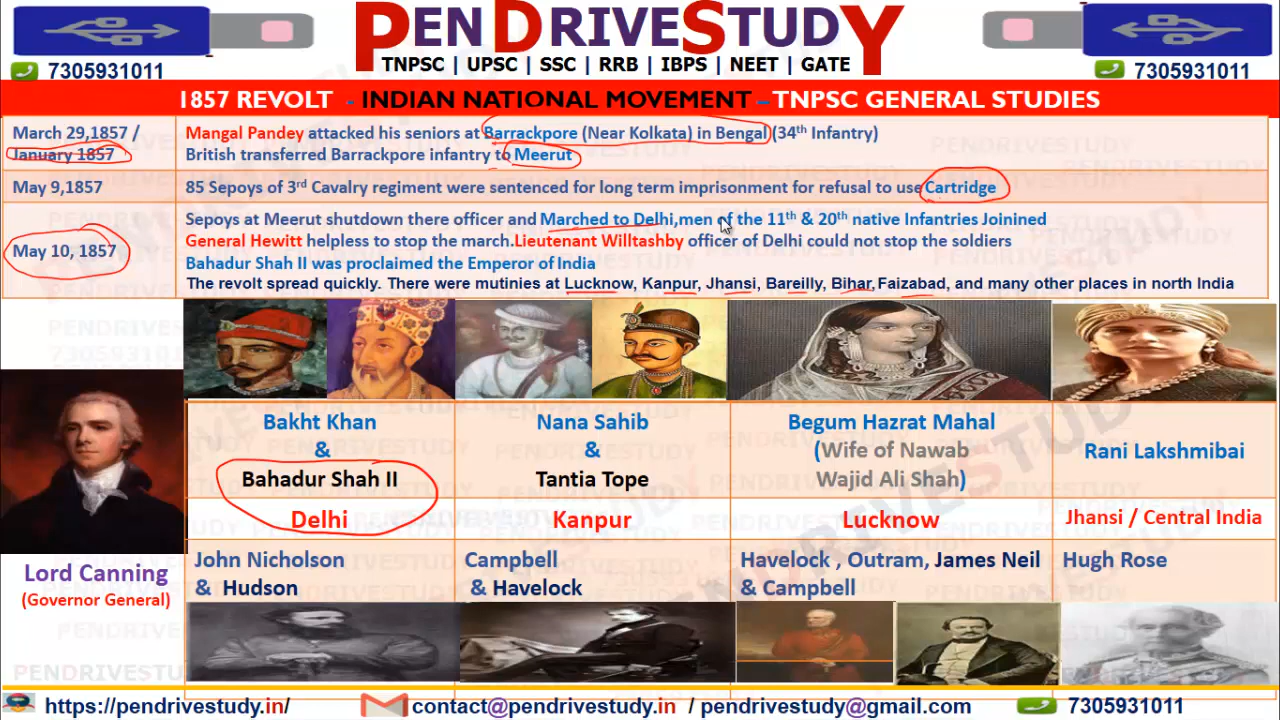 PENDRIVESTUDY
TNPSC | UPSC | SSC | RRB | IBPS | NEET | GATE
7305931011
7305931011
1857 REVOLT - INDIAN NATIONAL MOVEMENT – TNPSC GENERAL STUDIES
March 29,1857 /
January 1857
Mangal Pandey attacked his seniors at Barrackpore (Near Kolkata) in Bengal (34th Infantry)
British transferred Barrackpore infantry to Meerut
May 9,1857
85 Sepoys of 3rd Cavalry regiment were sentenced for long term imprisonment for refusal to use Cartridge
May 10, 1857
Sepoys at Meerut shutdown there officer and Marched to Delhi,men of the 11th & 20th native Infantries Joinined
General Hewitt helpless to stop the march.Lieutenant Willtashby officer of Delhi could not stop the soldiers
Bahadur Shah II was proclaimed the Emperor of India
The revolt spread quickly. There were mutinies at Lucknow, Kanpur, Jhansi, Bareilly, Bihar, Faizabad, and many other places in north India
Bakht Khan
&
Bahadur Shah II
Nana Sahib
&
Tantia Tope
Begum Hazrat Mahal
(Wife of Nawab
Wajid Ali Shah)
Rani Lakshmibai
Delhi
Kanpur
Lucknow
Jhansi / Central India
Lord Canning
(Governor General)
John Nicholson
& Hudson
Campbell
& Havelock
Havelock , Outram, James Neil
& Campbell
Hugh Rose
https://pendrivestudy.in/
contact@pendrivestudy.in / pendrivestudy@gmail.com
7305931011